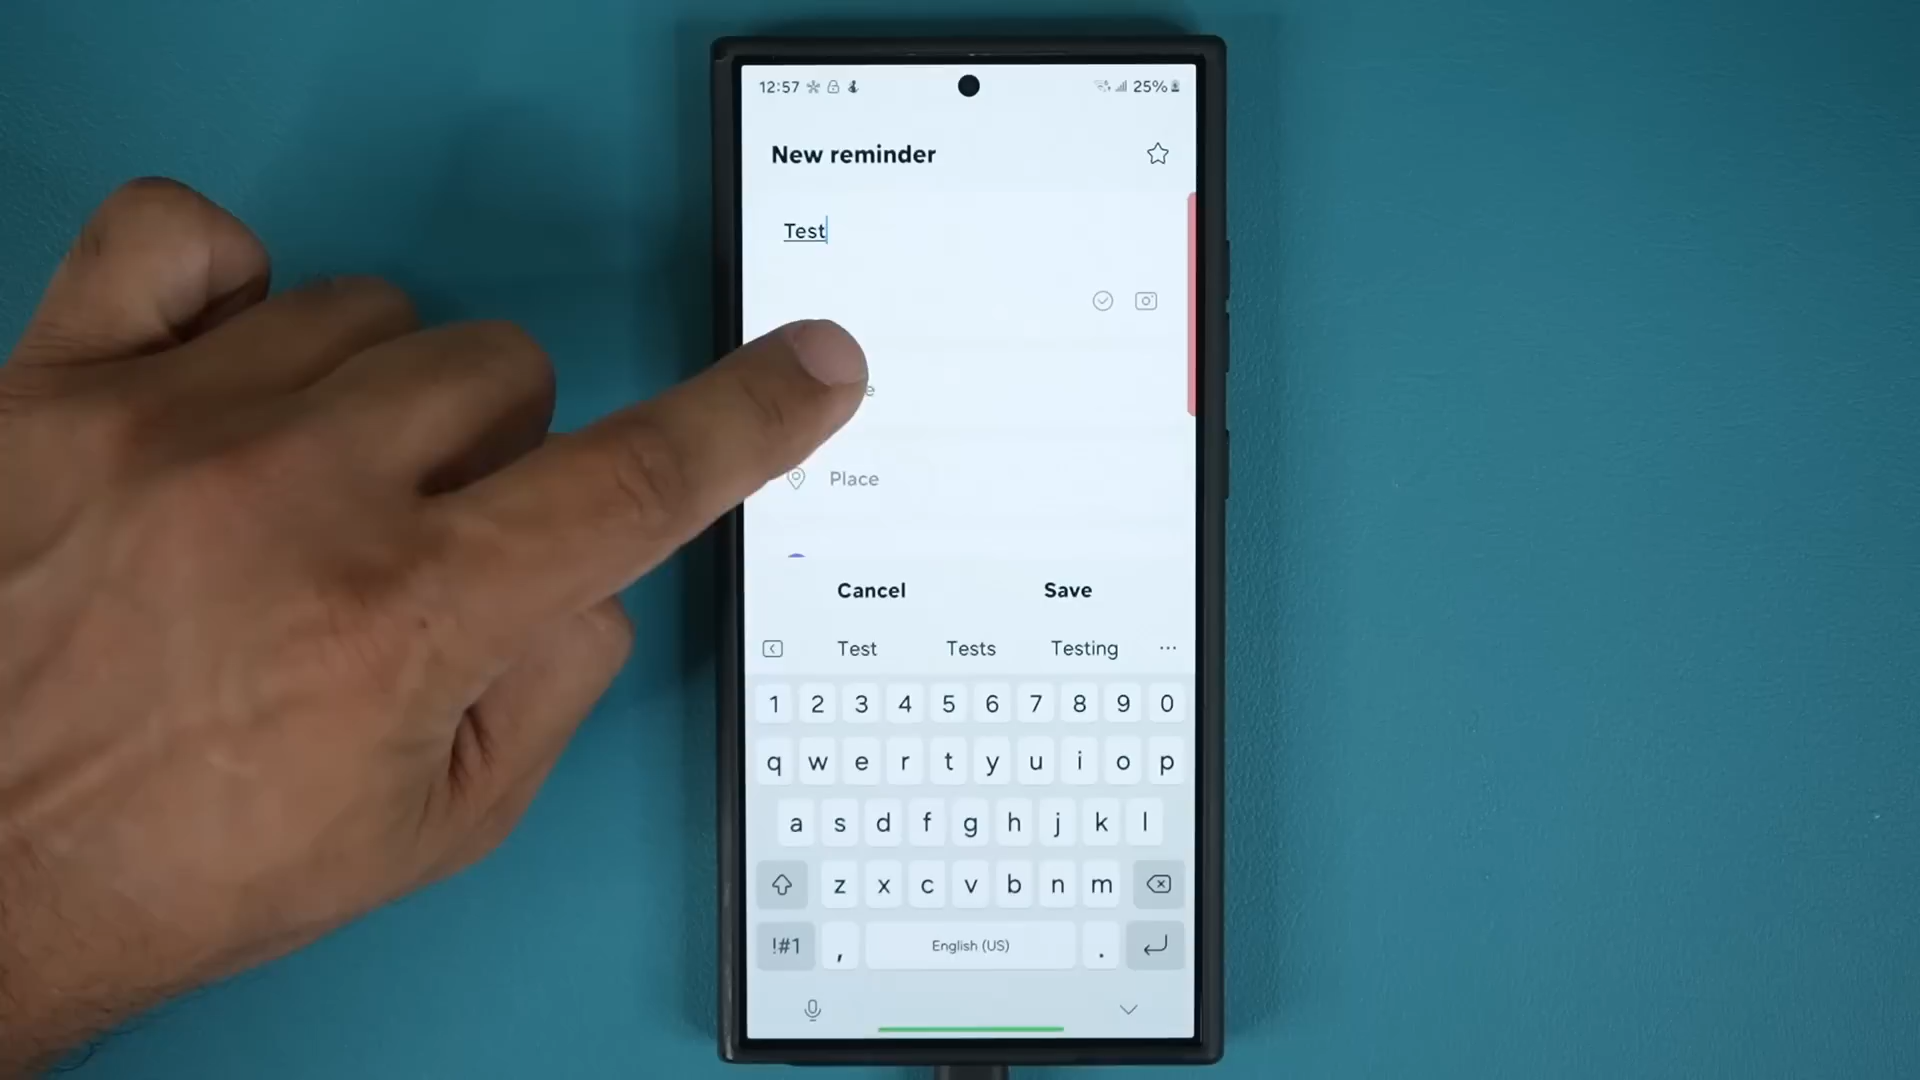 12:57 25%
New reminder
Test
Place
Cancel Save
Test Tests Testing ...
1 2 3 4 5 6 7 8 9 0
q w e r t y u i o p
a s d f g h j k l
z x c v b n m
!#1 , English (US) .